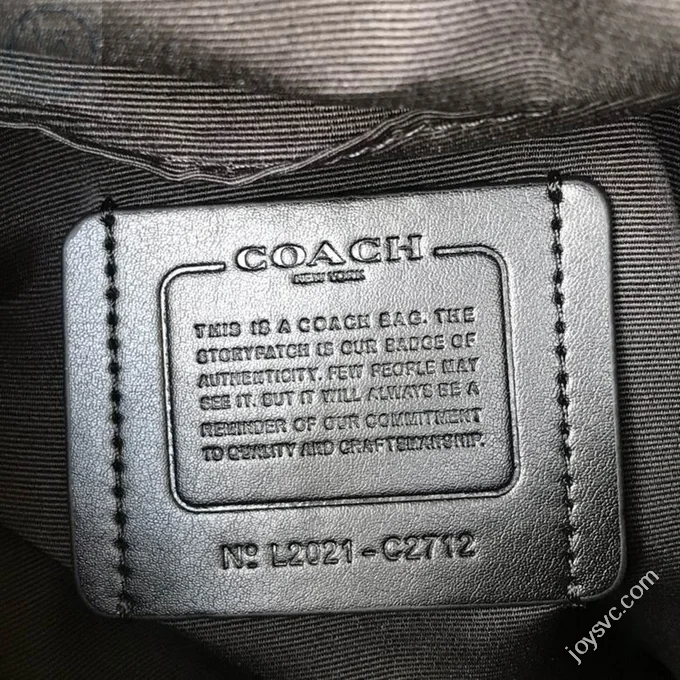 COACH
NEW YORK
THIS IS A COACH BAG. THE
STORYPATCH IS OUR BADGE OF
AUTHENTICITY. FEW PEOPLE MAY
SEE IT. BUT IT WILL ALWAYS BE A
REMINDER OF OUR COMMITMENT
TO QUALITY AND CRAFTSMANSHIP.
Nº L2021-C2712
joysvc.com